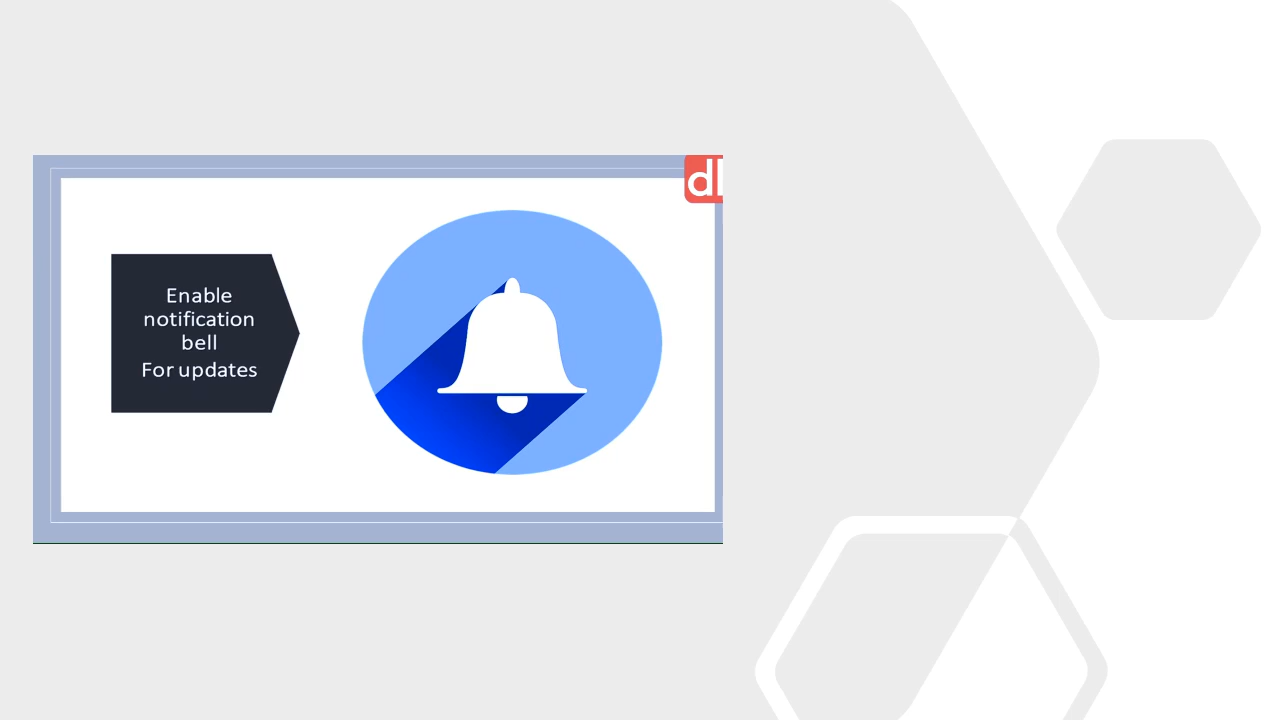 Enable
notification
bell
For updates